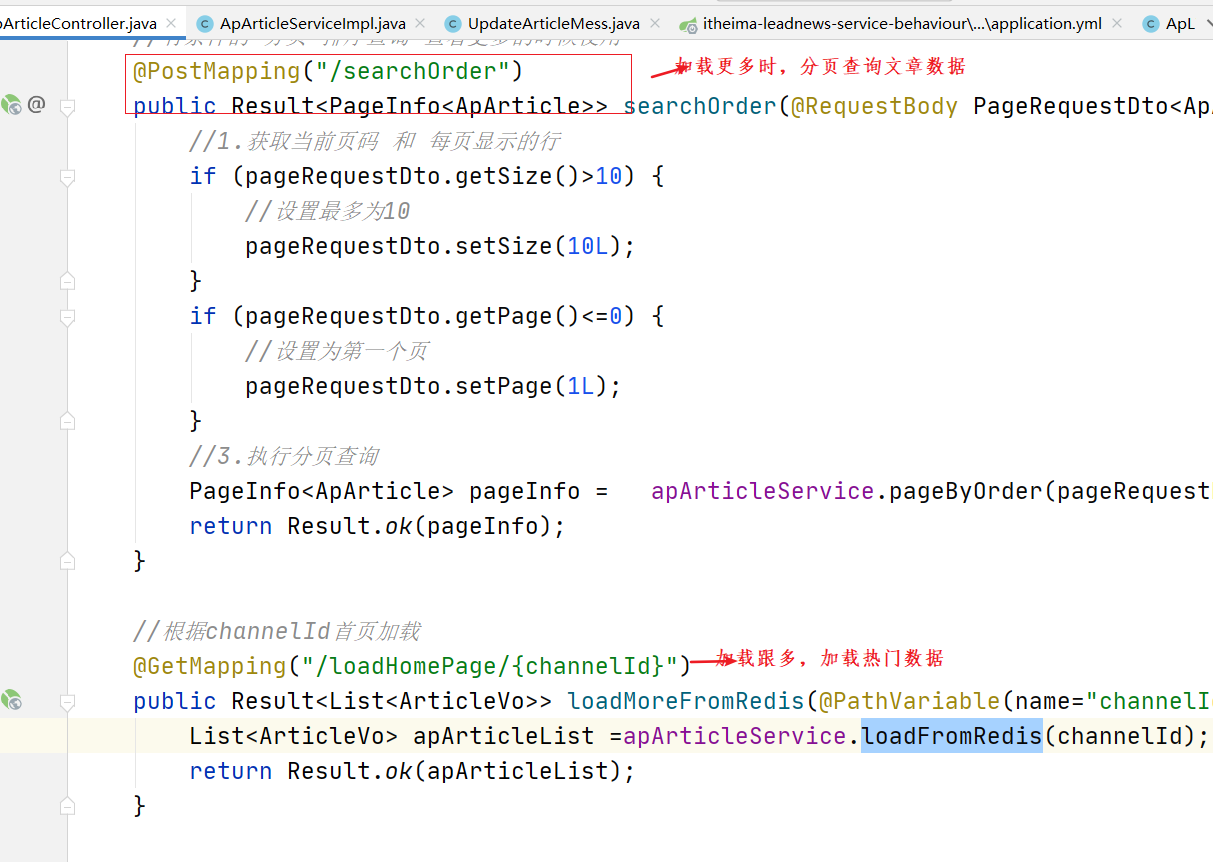 pArticleController.java ApArticleServiceImpl.java UpdateArticleMess.java itheima-leadnews-service-behaviour\...\application.yml ApL
@PostMapping("/searchOrder") 加载更多时，分页查询文章数据
public Result<PageInfo<ApArticle>> searchOrder(@RequestBody PageRequestDto<ApA
//1.获取当前页码 和 每页显示的行
if (pageRequestDto.getSize()>10) {
//设置最多为10
pageRequestDto.setSize(10L);
}
if (pageRequestDto.getPage()<=0) {
//设置为第一个页
pageRequestDto.setPage(1L);
}
//3.执行分页查询
PageInfo<ApArticle> pageInfo = apArticleService.pageByOrder(pageRequest
return Result.ok(pageInfo);
}
//根据channelId首页加载
@GetMapping("/loadHomePage/{channelId}") 加载跟多，加载热门数据
public Result<List<ArticleVo>> loadMoreFromRedis(@PathVariable(name="channelI
List<ArticleVo> apArticleList =apArticleService.loadFromRedis(channelId);
return Result.ok(apArticleList);
}